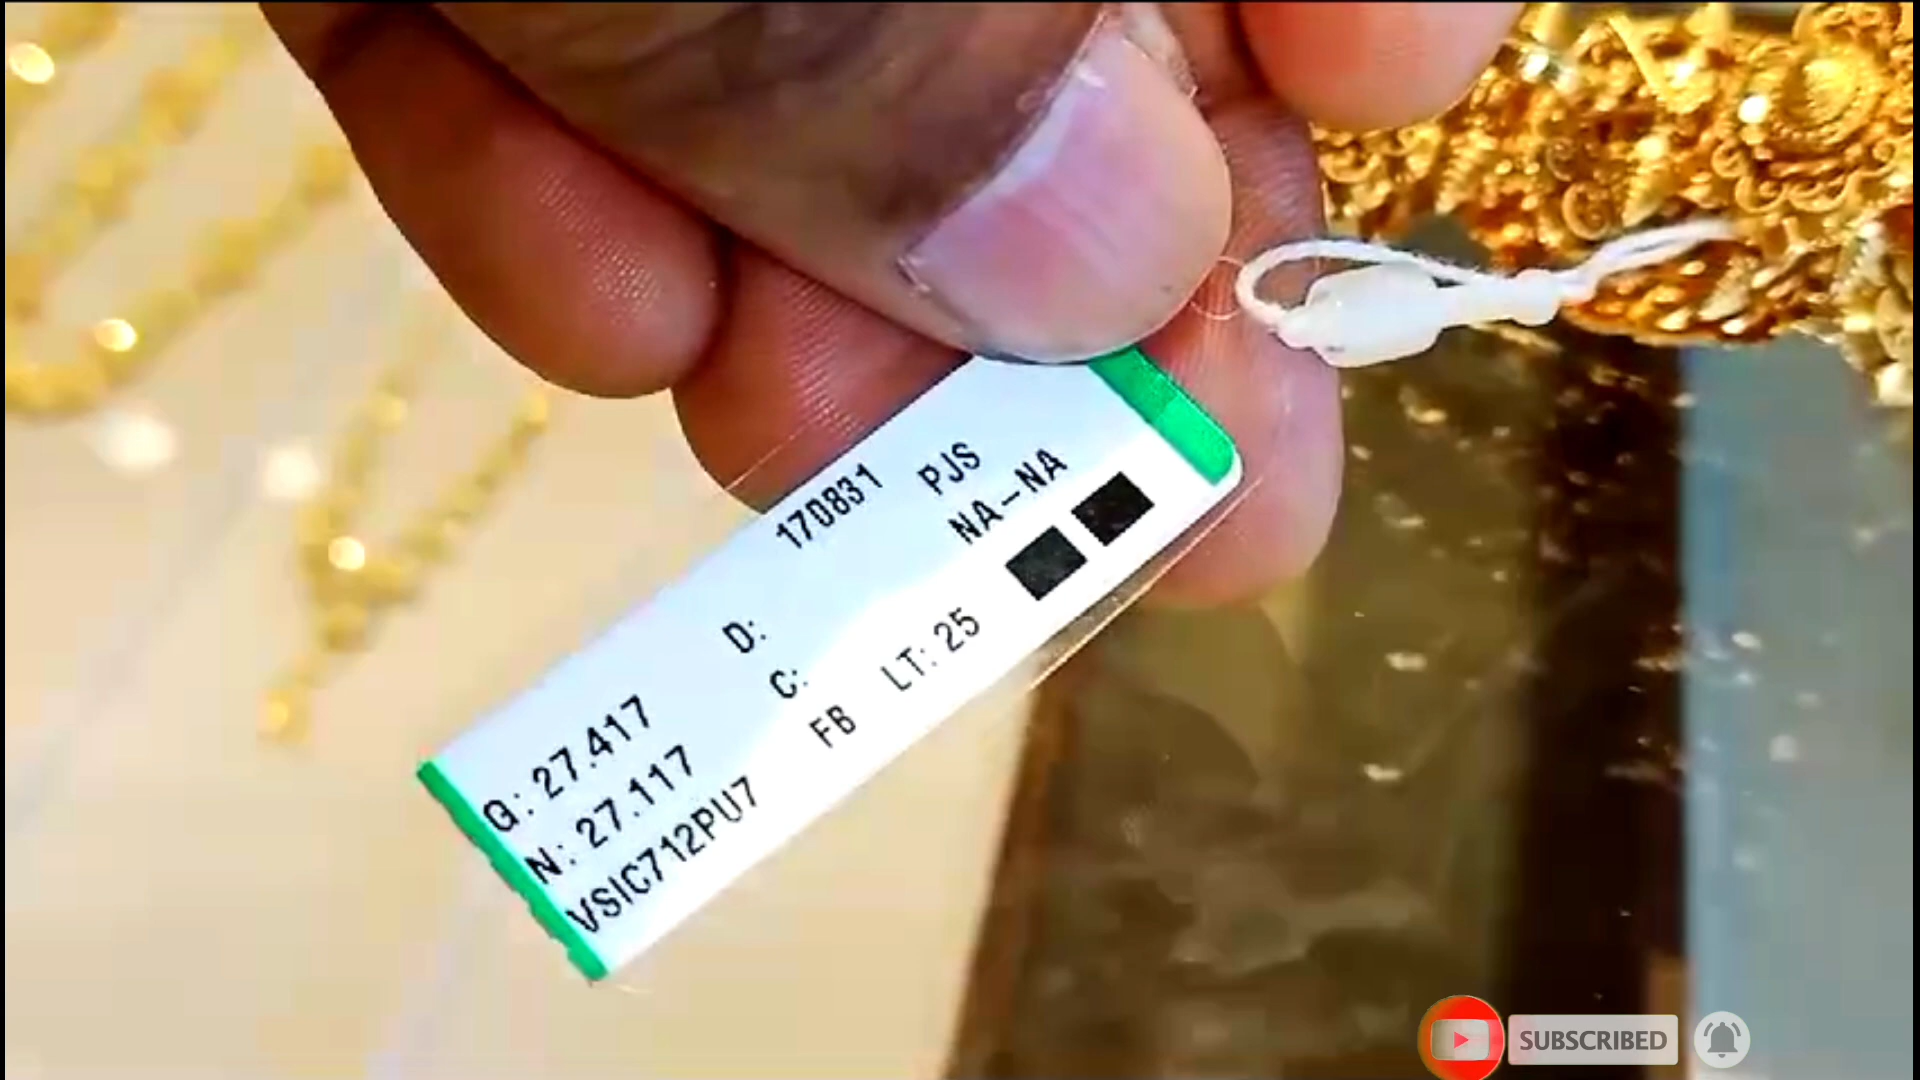 170831
PJS
NA-NA
D:
C:
G: 27.417
N: 27.117
FB LT: 25
VSIC712PU7
SUBSCRIBED